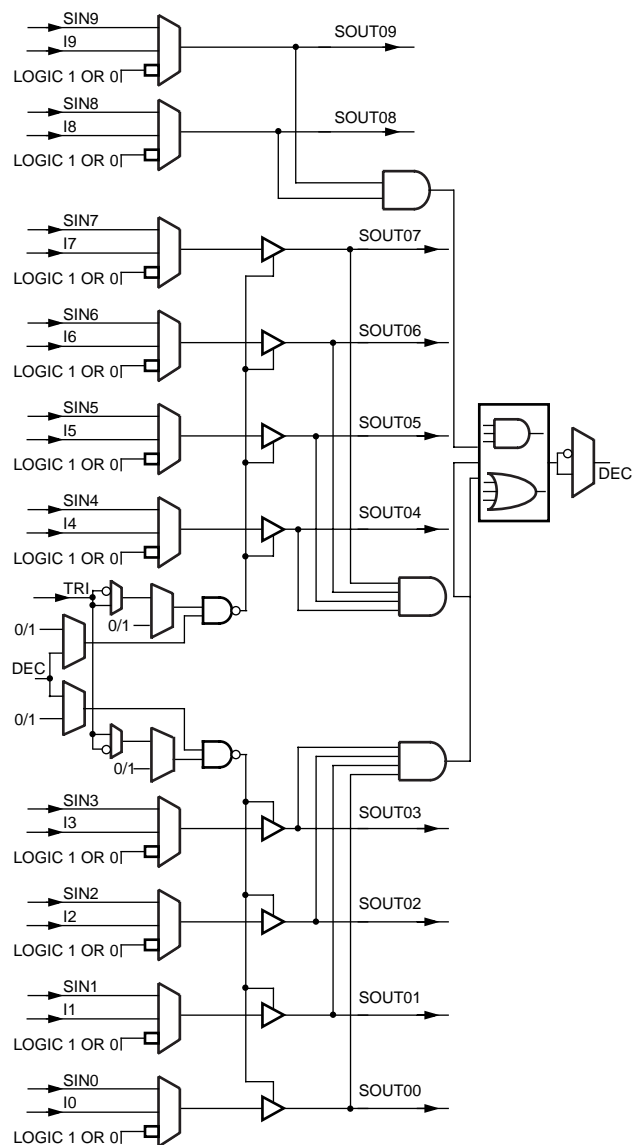 SIN9
I9
SOUT09
LOGIC 1 OR 0
SIN8
I8
SOUT08
LOGIC 1 OR 0
SIN7
I7
SOUT07
LOGIC 1 OR 0
SIN6
I6
SOUT06
LOGIC 1 OR 0
SIN5
I5
SOUT05
LOGIC 1 OR 0
DEC
SIN4
I4
SOUT04
LOGIC 1 OR 0
TRI
0/1
0/1
DEC
0/1
0/1
SIN3
I3
SOUT03
LOGIC 1 OR 0
SIN2
I2
SOUT02
LOGIC 1 OR 0
SIN1
I1
SOUT01
LOGIC 1 OR 0
SIN0
I0
SOUT00
LOGIC 1 OR 0